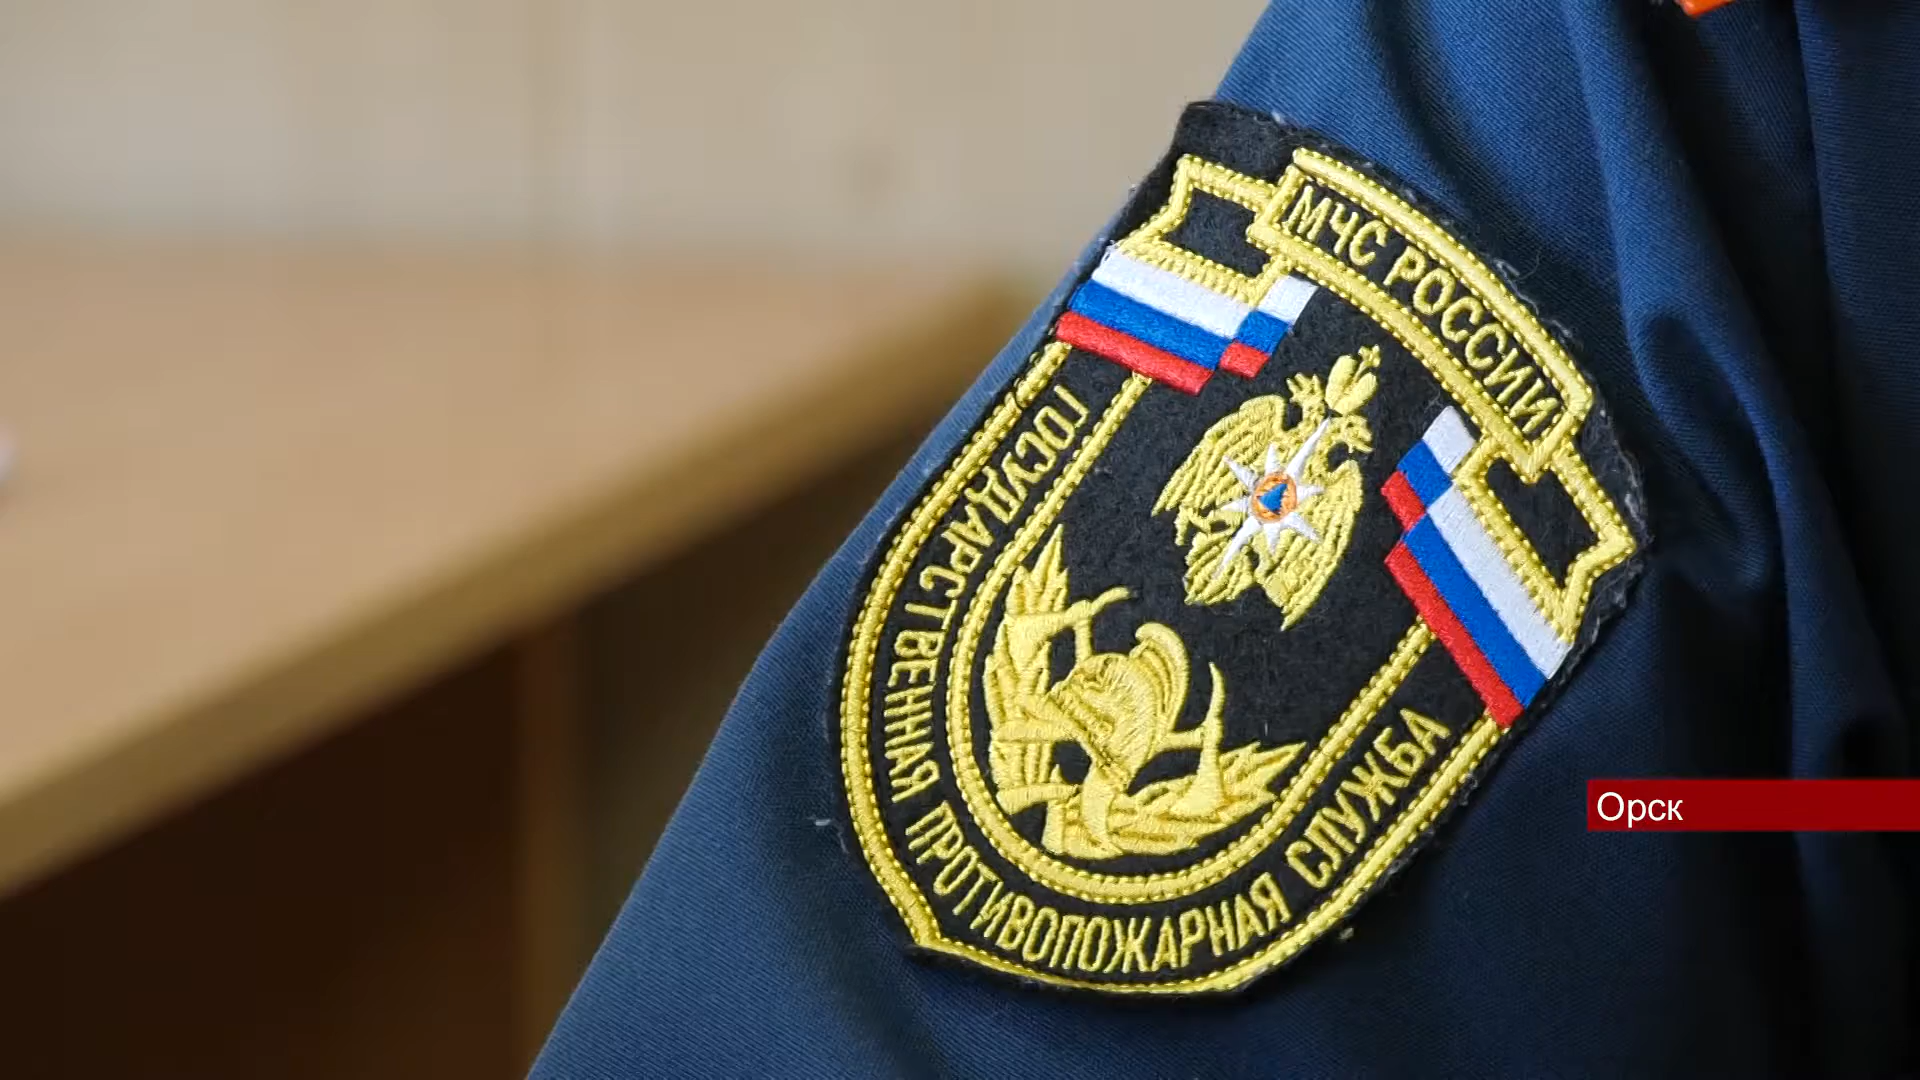 МЧС РОССИИ
ГОСУДАРСТВЕННАЯ ПРОТИВОПОЖАРНАЯ СЛУЖБА
Орск